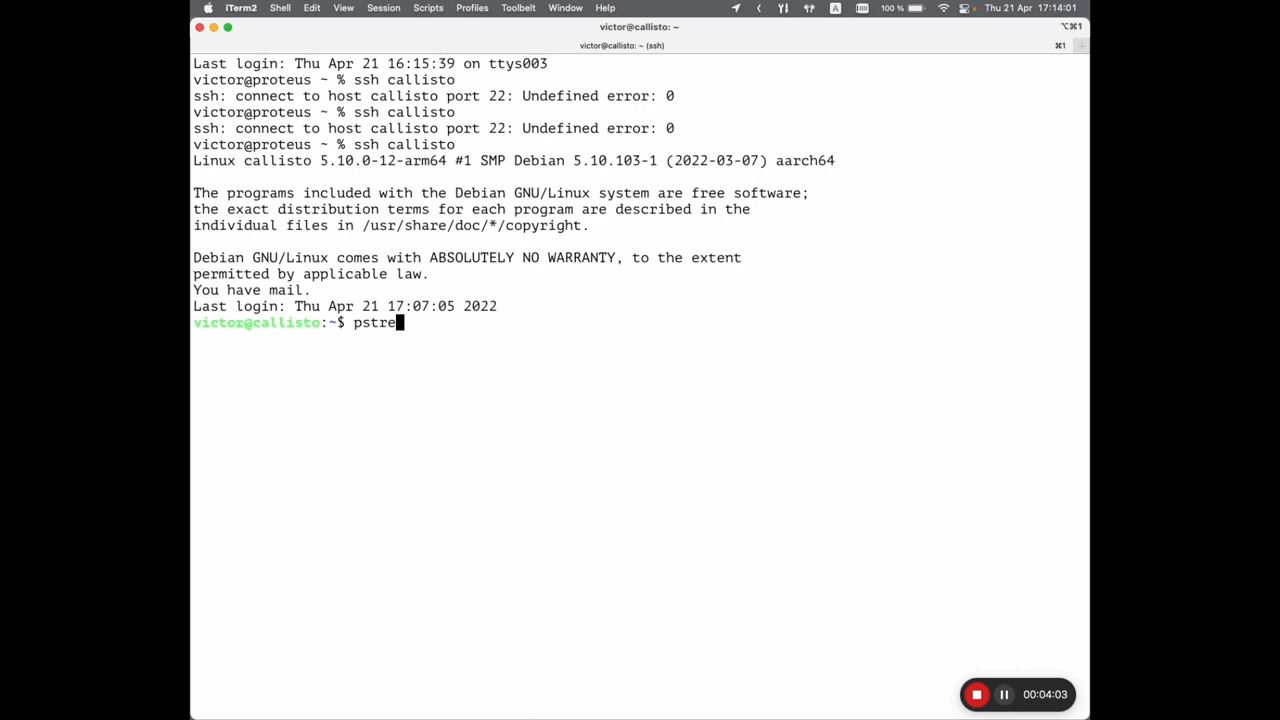 iTerm2 Shell Edit View Session Scripts Profiles Toolbelt Window Help A 100 % Thu 21 Apr 17:14:01
victor@callisto: ~ ⌥⌘1
victor@callisto: ~ (ssh) ⌘1
Last login: Thu Apr 21 16:15:39 on ttys003
victor@proteus ~ % ssh callisto
ssh: connect to host callisto port 22: Undefined error: 0
victor@proteus ~ % ssh callisto
ssh: connect to host callisto port 22: Undefined error: 0
victor@proteus ~ % ssh callisto
Linux callisto 5.10.0-12-arm64 #1 SMP Debian 5.10.103-1 (2022-03-07) aarch64
The programs included with the Debian GNU/Linux system are free software;
the exact distribution terms for each program are described in the
individual files in /usr/share/doc/*/copyright.
Debian GNU/Linux comes with ABSOLUTELY NO WARRANTY, to the extent
permitted by applicable law.
You have mail.
Last login: Thu Apr 21 17:07:05 2022
victor@callisto:~$ pstre
00:04:03